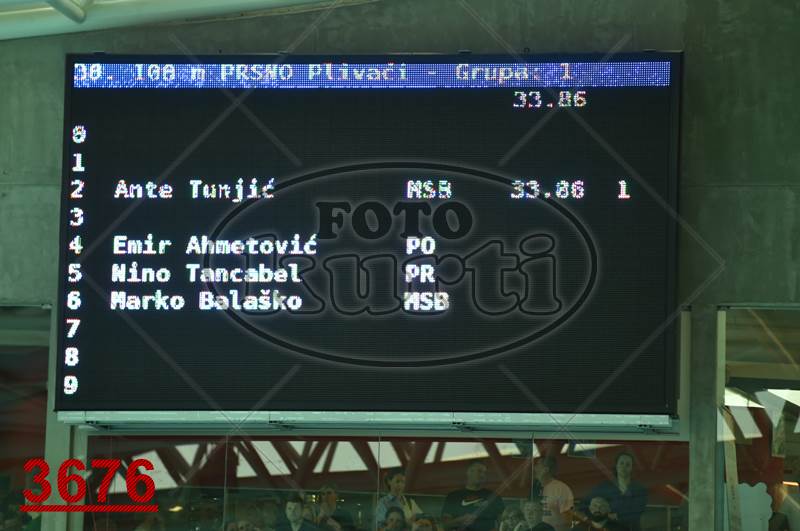 30. 100 m PRSNO Plivači - Grupa: 1
33.86
0
1
2 Ante Tunjić MSB 33.86 1
3
4 Emir Ahmetović PO
5 Nino Tancabel PR
6 Marko Balaško MSB
7
8
9
FOTO
kurti
3676